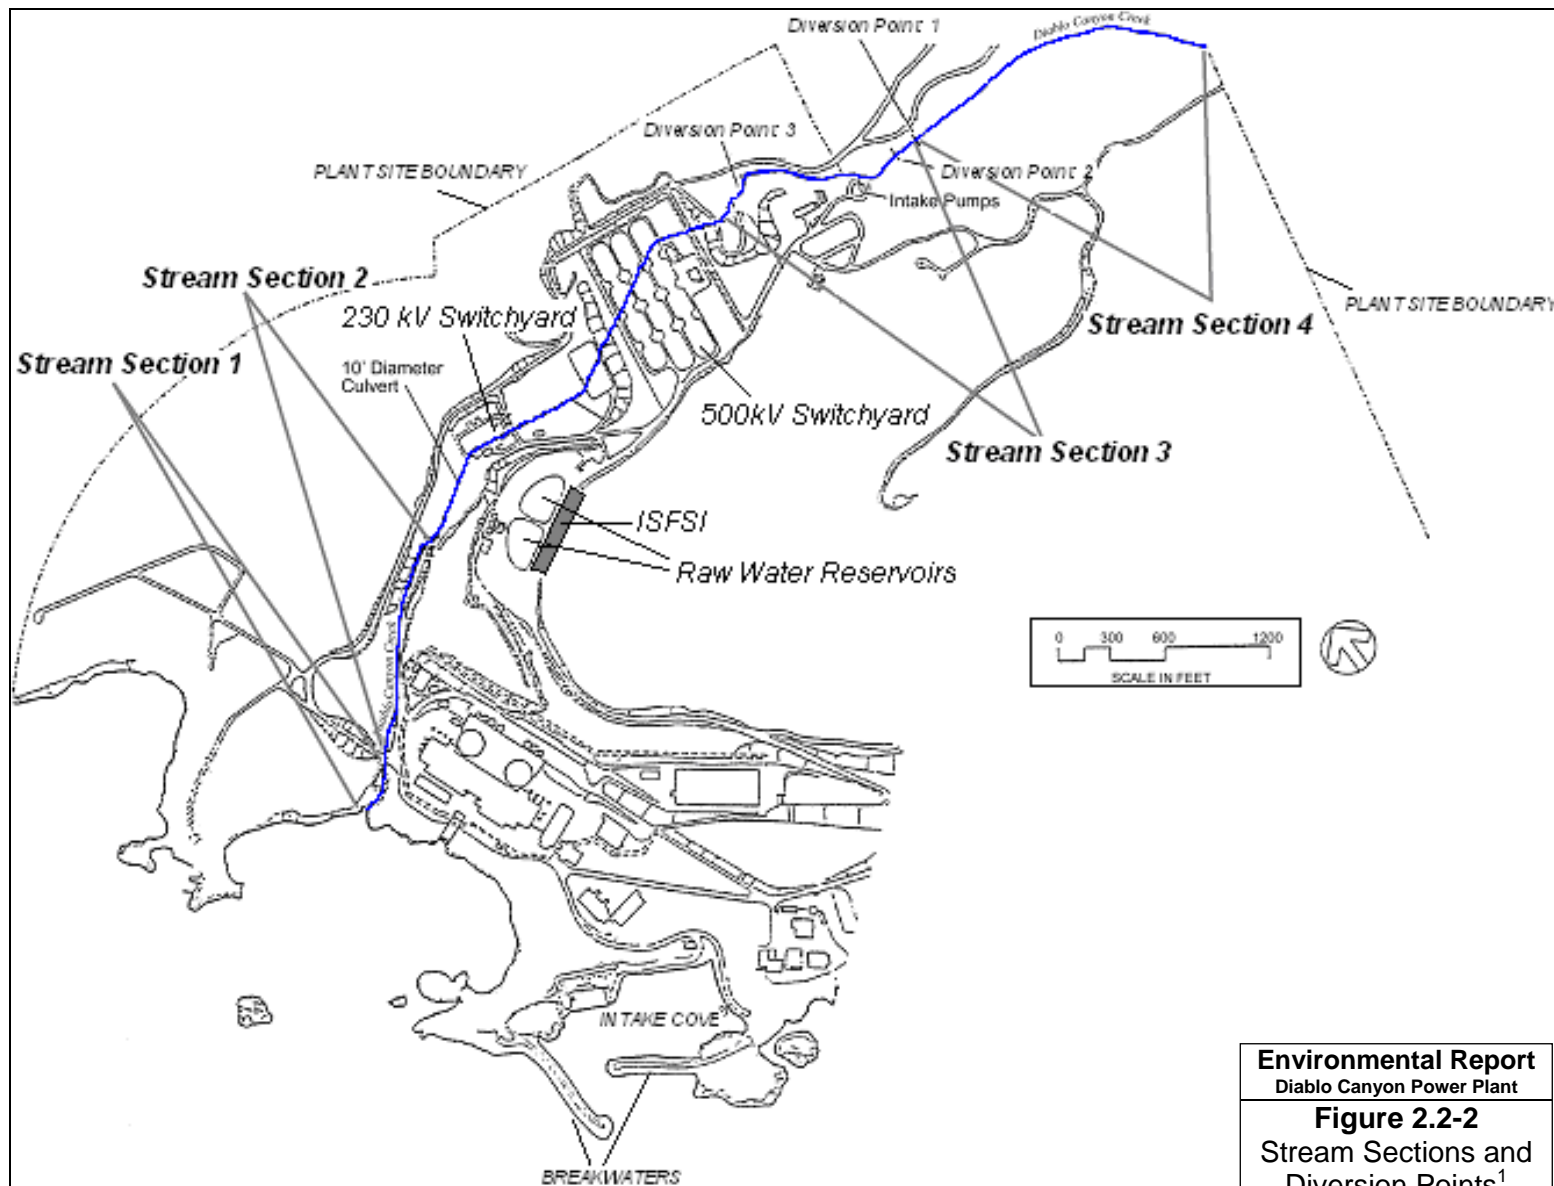 Diversion Point 1
Diablo Canyon Creek
Diversion Point 3
PLANT SITE BOUNDARY
Diversion Point 2
Intake Pumps
Stream Section 2
230 kV Switchyard
PLANT SITE BOUNDARY
Stream Section 4
Stream Section 1
10' Diameter
Culvert
500kV Switchyard
Stream Section 3
ISFSI
Raw Water Reservoirs
0 300 600 1200
SCALE IN FEET
Diablo Canyon Creek
INTAKE COVE
BREAKWATERS
Environmental Report
Diablo Canyon Power Plant
Figure 2.2-2
Stream Sections and
Diversion Points1